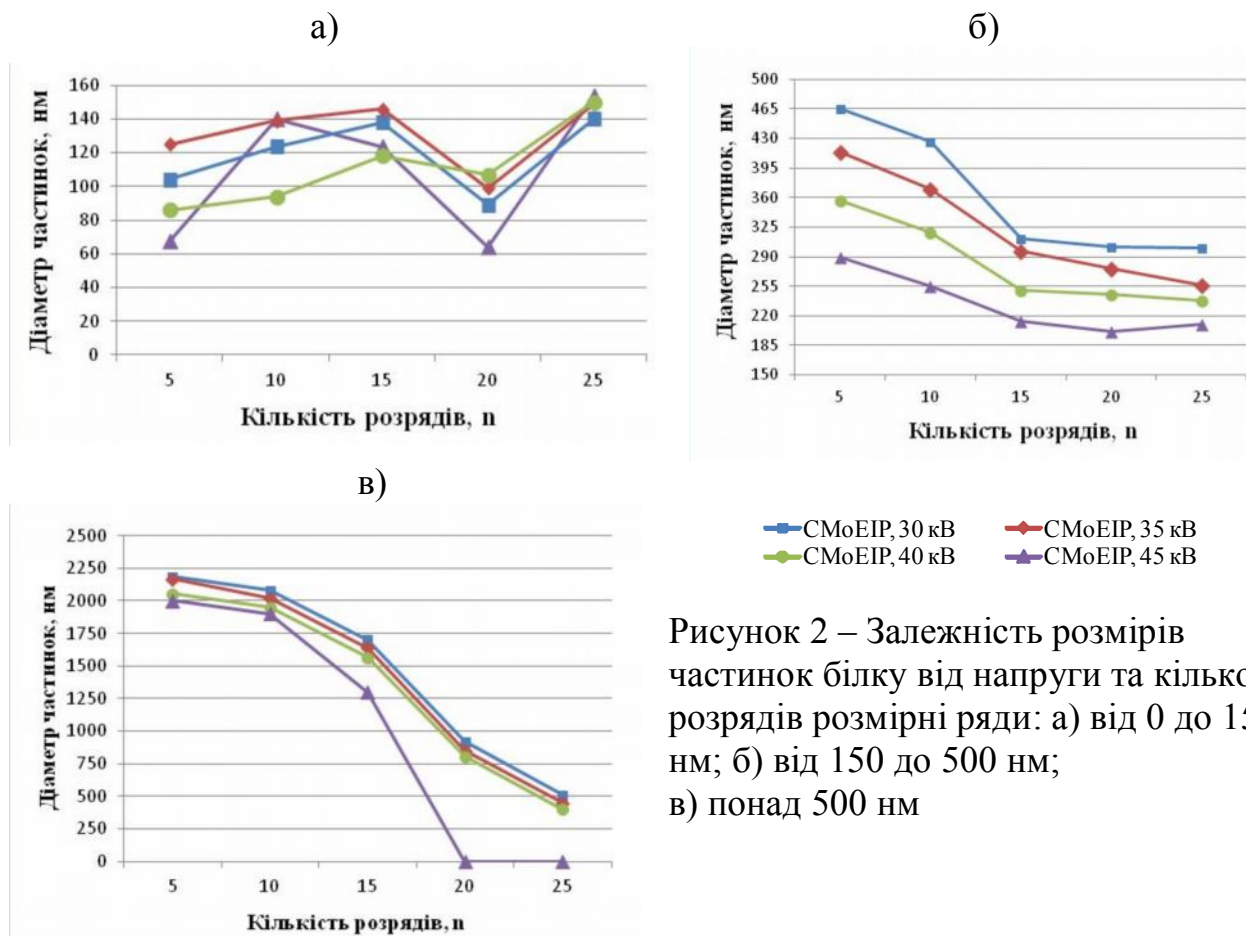 а)
160
140
120
100
80
60
40
20
0
5 10 15 20 25
Діаметр частинок, нм
Кількість розрядів, n
б)
500
465
430
395
360
325
290
255
220
185
150
5 10 15 20 25
Діаметр частинок, нм
Кількість розрядів, n
в)
2500
2250
2000
1750
1500
1250
1000
750
500
250
0
5 10 15 20 25
Діаметр частинок, нм
Кількість розрядів, n
СМоЕІР, 30 кВ СМоЕІР, 35 кВ
СМоЕІР, 40 кВ СМоЕІР, 45 кВ
Рисунок 2 – Залежність розмірів
частинок білку від напруги та
розрядів розмірні ряди: а) від 0 до
нм; б) від 150 до 500 нм;
в) понад 500 нм